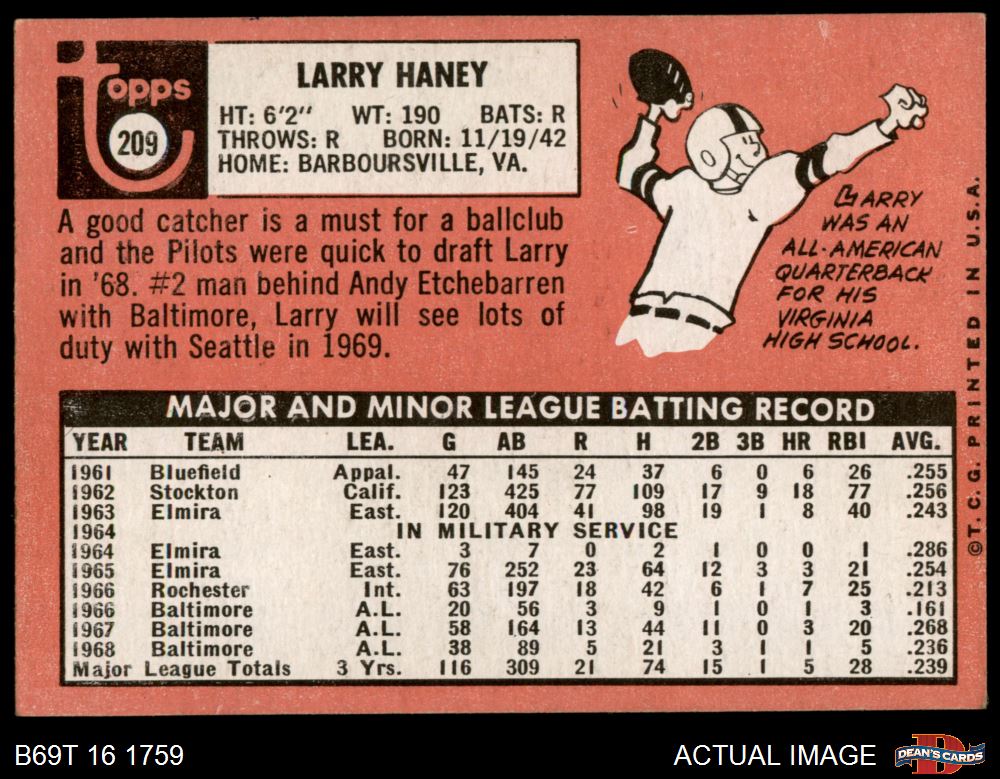 Topps
209
LARRY HANEY
HT: 6'2" WT: 190 BATS: R
THROWS: R BORN: 11/19/42
HOME: BARBOURSVILLE, VA.
A good catcher is a must for a ballclub
and the Pilots were quick to draft Larry
in '68. #2 man behind Andy Etchebarren
with Baltimore, Larry will see lots of
duty with Seattle in 1969.
LARRY
WAS AN
ALL-AMERICAN
QUARTERBACK
FOR HIS
VIRGINIA
HIGH SCHOOL.
MAJOR AND MINOR LEAGUE BATTING RECORD
YEAR TEAM LEA. G AB R H 2B 3B HR RBI AVG.
1961 Bluefield Appal. 47 145 24 37 6 0 6 26 .255
1962 Stockton Calif. 123 425 77 109 17 9 18 77 .256
1963 Elmira East. 120 404 41 98 19 1 8 40 .243
1964 IN MILITARY SERVICE
1964 Elmira East. 3 7 0 2 1 0 0 1 .286
1965 Elmira East. 76 252 23 64 12 3 3 21 .254
1966 Rochester Int. 63 197 18 42 6 1 7 25 .213
1966 Baltimore A.L. 20 56 3 9 1 0 1 3 .161
1967 Baltimore A.L. 58 164 13 44 11 0 3 20 .268
1968 Baltimore A.L. 38 89 5 21 3 1 1 5 .236
Major League Totals 3 Yrs. 116 309 21 74 15 1 5 28 .239
©T. C. G. PRINTED IN U.S.A.
B69T 16 1759
ACTUAL IMAGE
DEAN'S CARDS